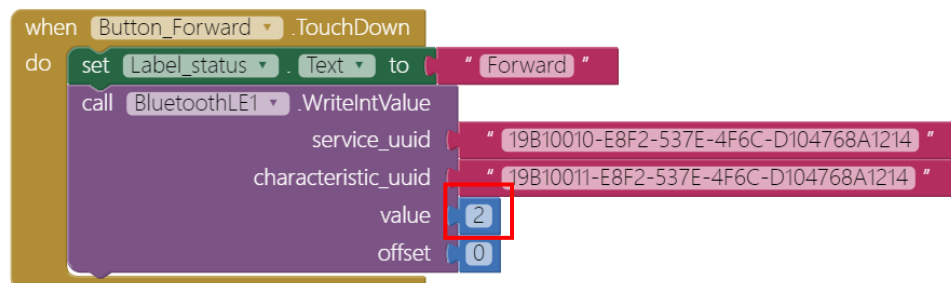 when Button_Forward .TouchDown
do set Label_status . Text to " Forward "
call BluetoothLE1 .WriteIntValue
service_uuid " 19B10010-E8F2-537E-4F6C-D104768A1214 "
characteristic_uuid " 19B10011-E8F2-537E-4F6C-D104768A1214 "
value 2
offset 0